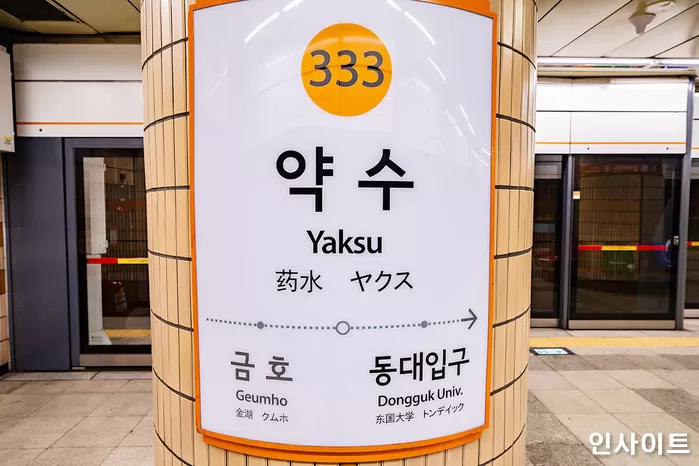 333
약수
Yaksu
药水 ヤクス
금호 동대입구
Geumho Dongguk Univ.
金湖 クムホ 东国大学 トンデイック
인사이트